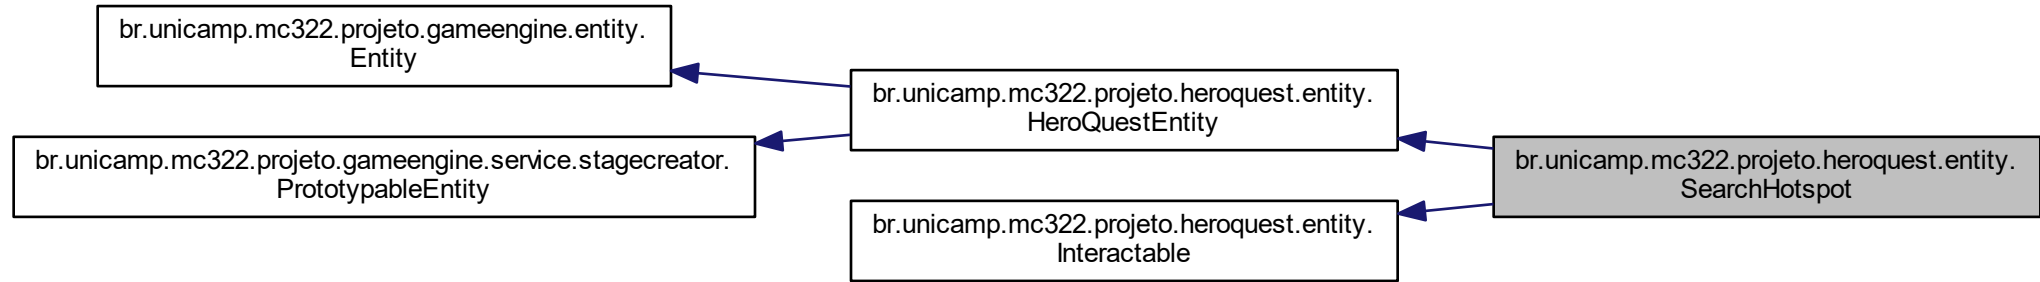 br.unicamp.mc322.projeto.gameengine.entity.
Entity
br.unicamp.mc322.projeto.gameengine.service.stagecreator.
PrototypableEntity
br.unicamp.mc322.projeto.heroquest.entity.
HeroQuestEntity
br.unicamp.mc322.projeto.heroquest.entity.
Interactable
br.unicamp.mc322.projeto.heroquest.entity.
SearchHotspot